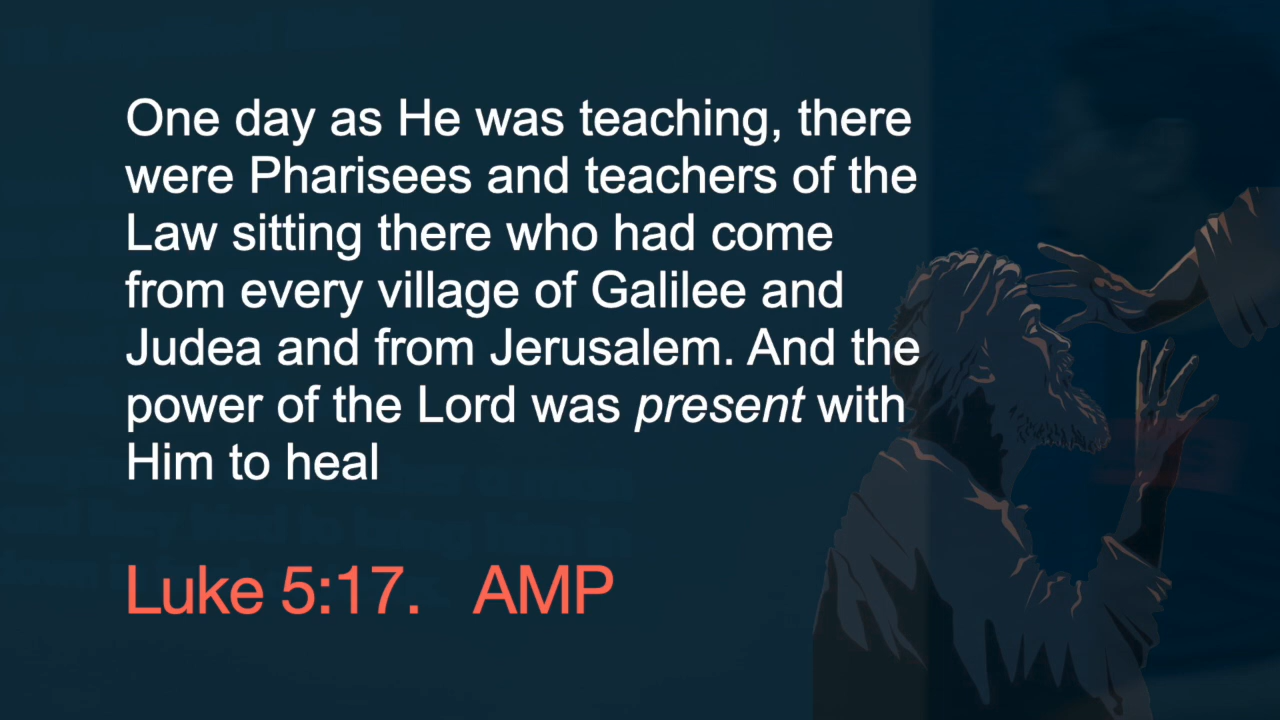 One day as He was teaching, there
were Pharisees and teachers of the
Law sitting there who had come
from every village of Galilee and
Judea and from Jerusalem. And the
power of the Lord was present with
Him to heal
Luke 5:17.   AMP